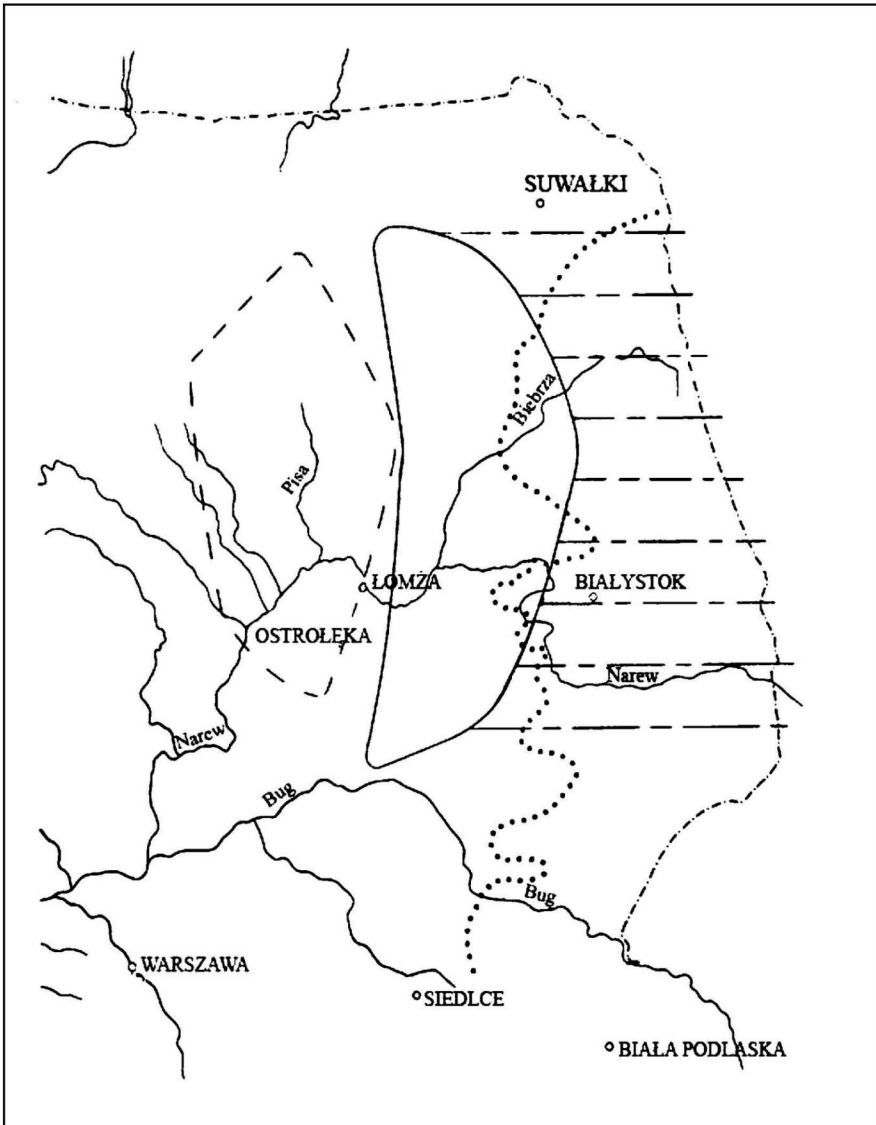 SUWAŁKI
Biebrza
Pisa
ŁOMŻA
BIAŁYSTOK
OSTROŁĘKA
Narew
Narew
Bug
Bug
WARSZAWA
SIEDLCE
BIAŁA PODLASKA